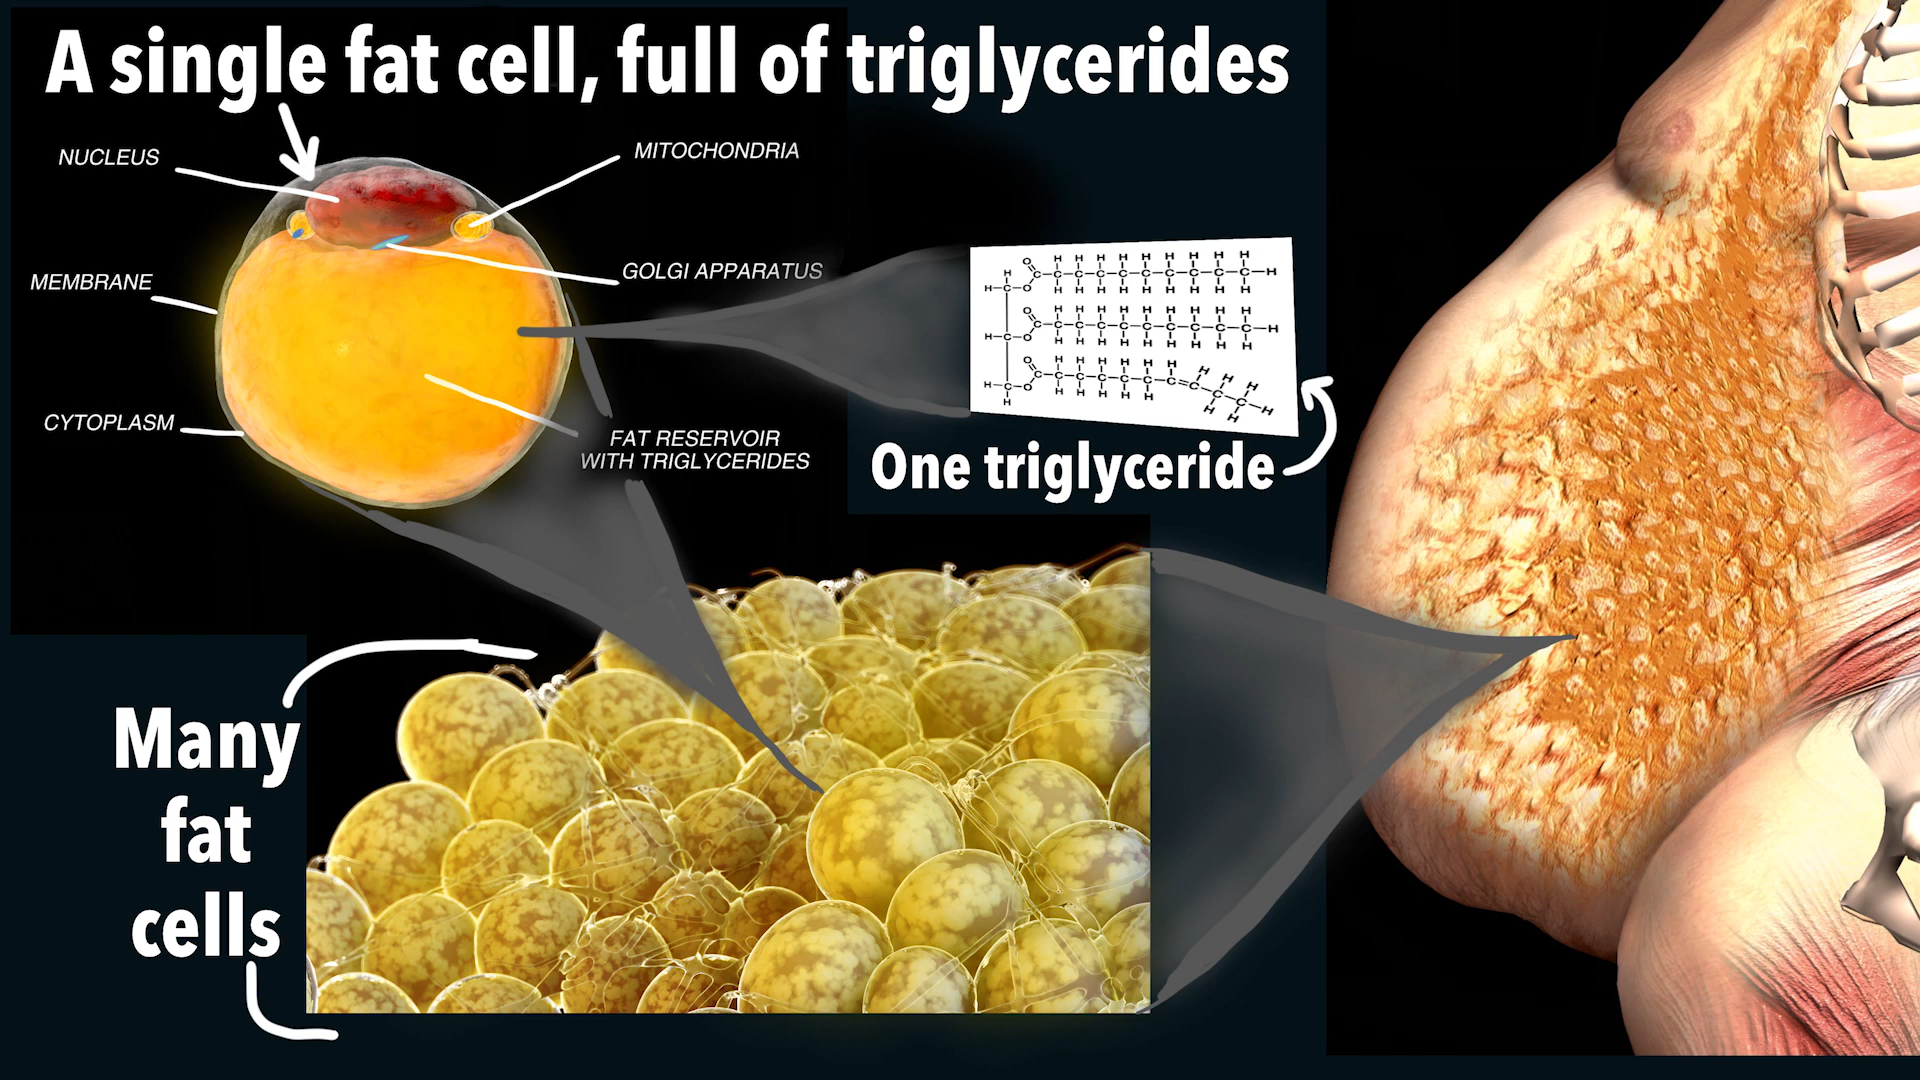 A single fat cell, full of triglycerides
NUCLEUS
MITOCHONDRIA
MEMBRANE
GOLGI APPARATUS
CYTOPLASM
FAT RESERVOIR
WITH TRIGLYCERIDES
One triglyceride
Many
fat
cells